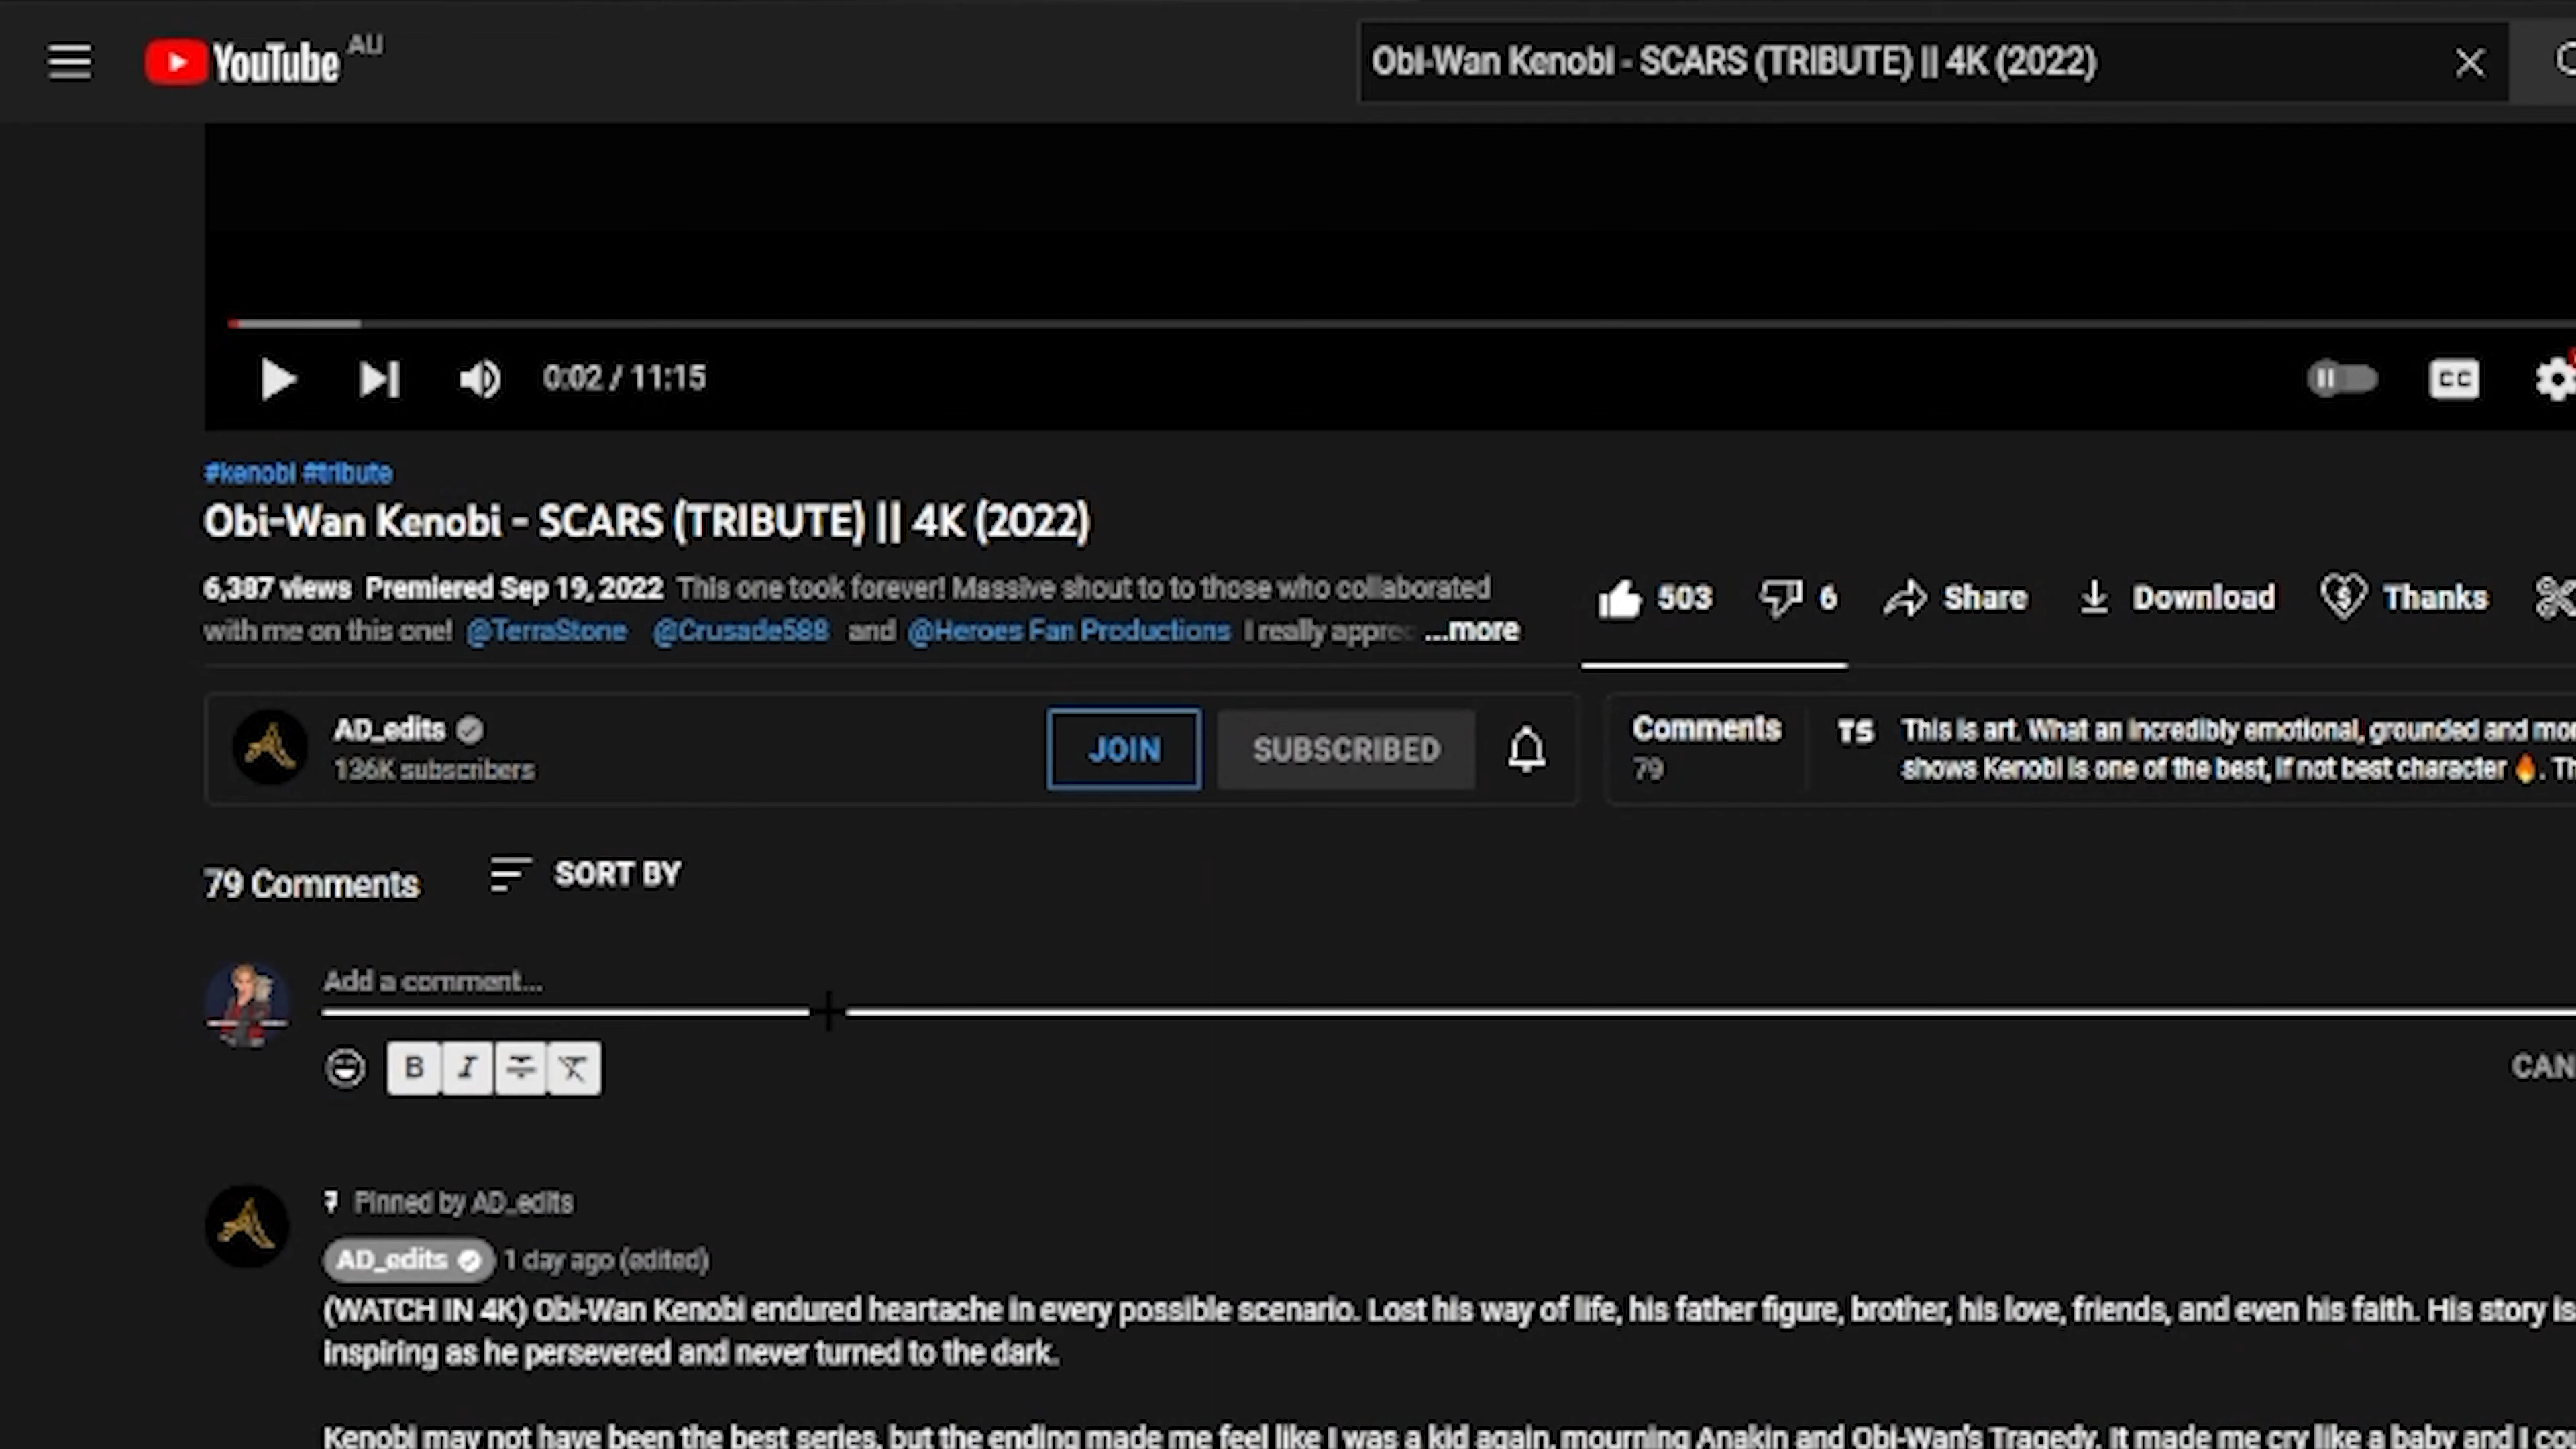 YouTube AU
Obi-Wan Kenobi - SCARS (TRIBUTE) || 4K (2022)
0:02 / 11:15
CC
#kenobi #tribute
Obi-Wan Kenobi - SCARS (TRIBUTE) || 4K (2022)
6,387 views Premiered Sep 19, 2022 This one took forever! Massive shout to to those who collaborated
with me on this one! @TerraStone @Crusade588 and @Heroes Fan Productions I really apprec ...more
503 6 Share Download Thanks
AD_edits
136K subscribers
JOIN SUBSCRIBED
Comments
79
TS This is art. What an incredibly emotional, grounded and mo
shows Kenobi is one of the best, if not best character 🔥. Th
79 Comments SORT BY
Add a comment...
B I
CAN
Pinned by AD_edits
AD_edits 1 day ago (edited)
(WATCH IN 4K) Obi-Wan Kenobi endured heartache in every possible scenario. Lost his way of life, his father figure, brother, his love, friends, and even his faith. His story is
inspiring as he persevered and never turned to the dark.
Kenobi may not have been the best series, but the ending made me feel like I was a kid again, mourning Anakin and Obi-Wan's Tragedy. It made me cry like a baby and I co